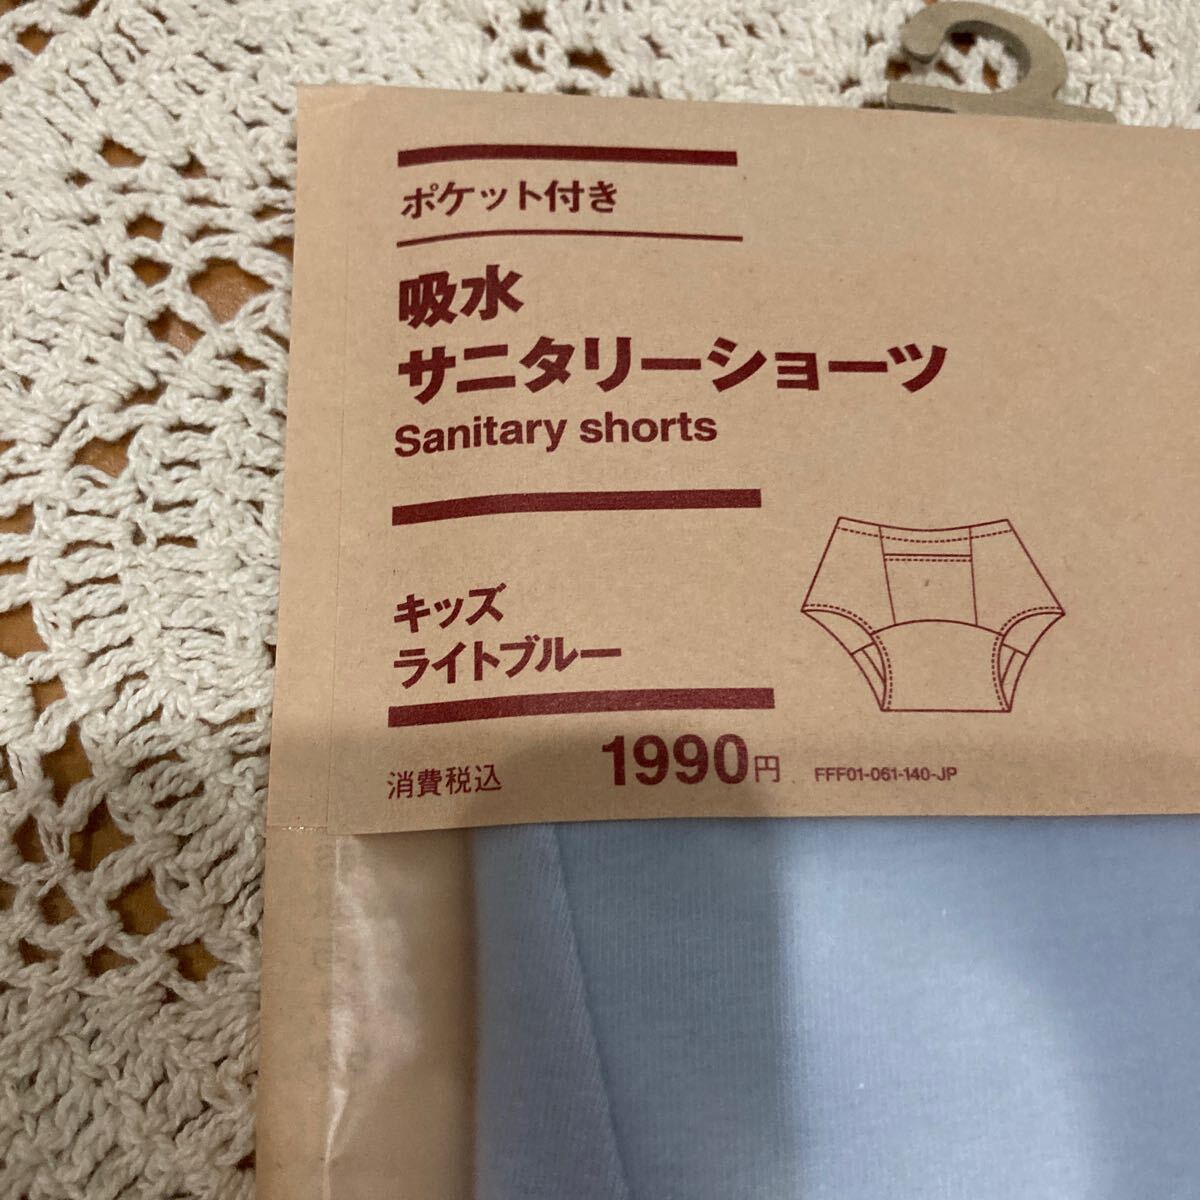 ポケット付き
吸水
サニタリーショーツ
Sanitary shorts
キッズ
ライトブルー
消費税込 1990円 FFF01-061-140-JP